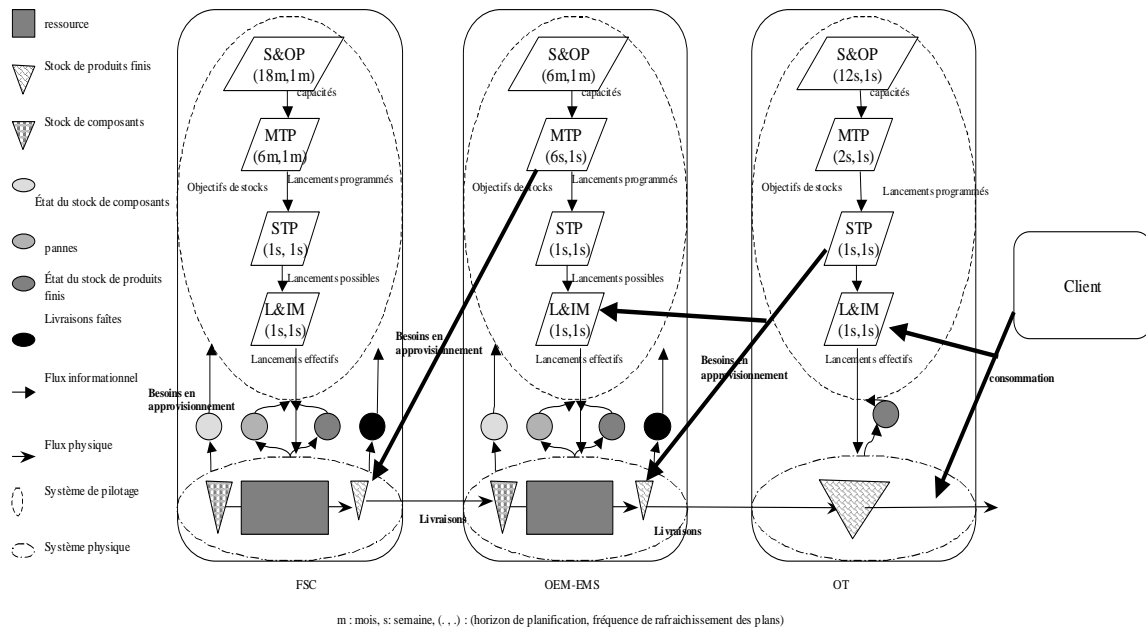 ressource
Stock de produits finis
Stock de composants
État du stock de composants
pannes
État du stock de produits
finis
Livraisons faîtes
Flux informationnel
Flux physique
Système de pilotage
Système physique
S&OP
(18m,1m)
capacités
MTP
(6m,1m)
Objectifs de stocks
Lancements programmés
STP
(1s, 1s)
Lancements possibles
L&IM
(1s,1s)
Lancements effectifs
Besoins en
approvisionnement
Besoins en
approvisionnement
Livraisons
FSC
S&OP
(6m,1m)
capacités
MTP
(6s,1s)
Objectifs de stocks
Lancements programmés
STP
(1s,1s)
Lancements possibles
L&IM
(1s,1s)
Lancements effectifs
Besoins en
approvisionnement
Livraisons
OEM-EMS
S&OP
(12s,1s)
capacités
MTP
(2s,1s)
Objectifs de stocks
Lancements programmés
STP
(1s,1s)
L&IM
(1s,1s)
Lancements effectifs
consommation
OT
Client
m : mois, s: semaine, (. , .) : (horizon de planification, fréquence de rafraichissement des plans)